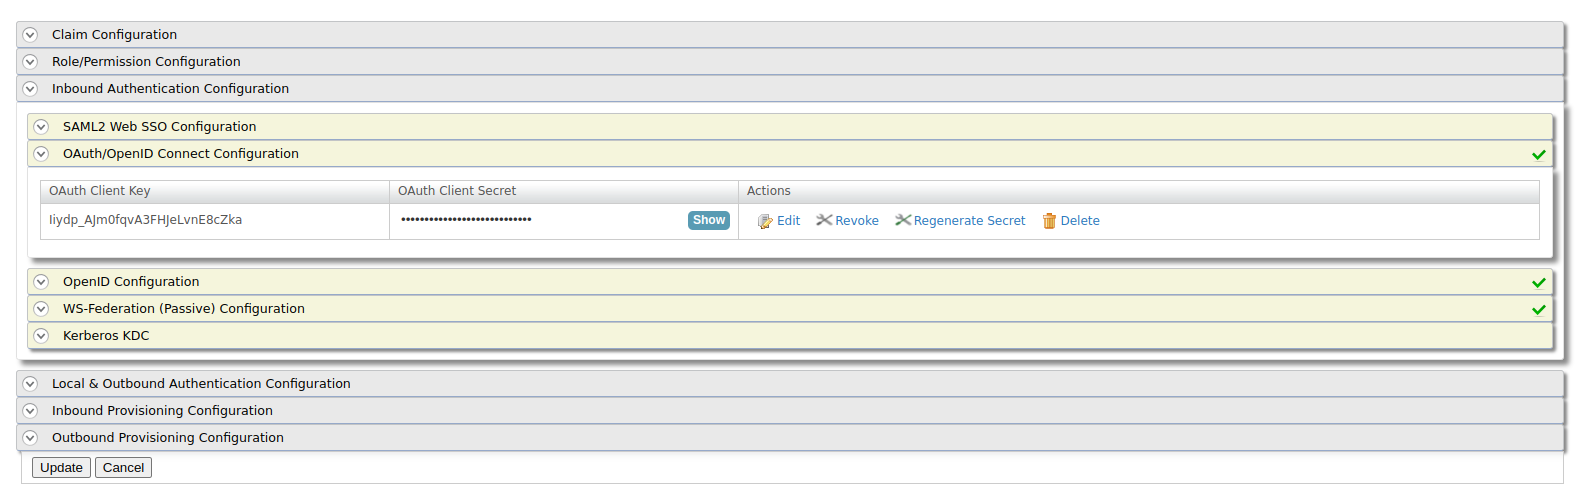 Claim Configuration
Role/Permission Configuration
Inbound Authentication Configuration
SAML2 Web SSO Configuration
OAuth/OpenID Connect Configuration
OAuth Client Key OAuth Client Secret Actions
Iiydp_AJm0fqvA3FHJeLvnE8cZka •••••••••••••••••••••••••••• Show Edit Revoke Regenerate Secret Delete
OpenID Configuration
WS-Federation (Passive) Configuration
Kerberos KDC
Local & Outbound Authentication Configuration
Inbound Provisioning Configuration
Outbound Provisioning Configuration
Update Cancel